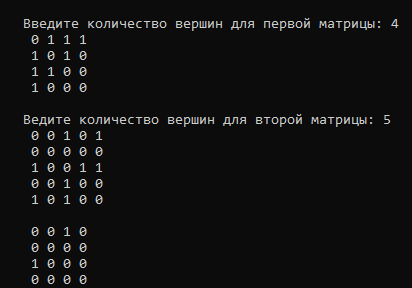 Введите количество вершин для первой матрицы: 4
0 1 1 1
1 0 1 0
1 1 0 0
1 0 0 0
Ведите количество вершин для второй матрицы: 5
0 0 1 0 1
0 0 0 0 0
1 0 0 1 1
0 0 1 0 0
1 0 1 0 0
0 0 1 0
0 0 0 0
1 0 0 0
0 0 0 0